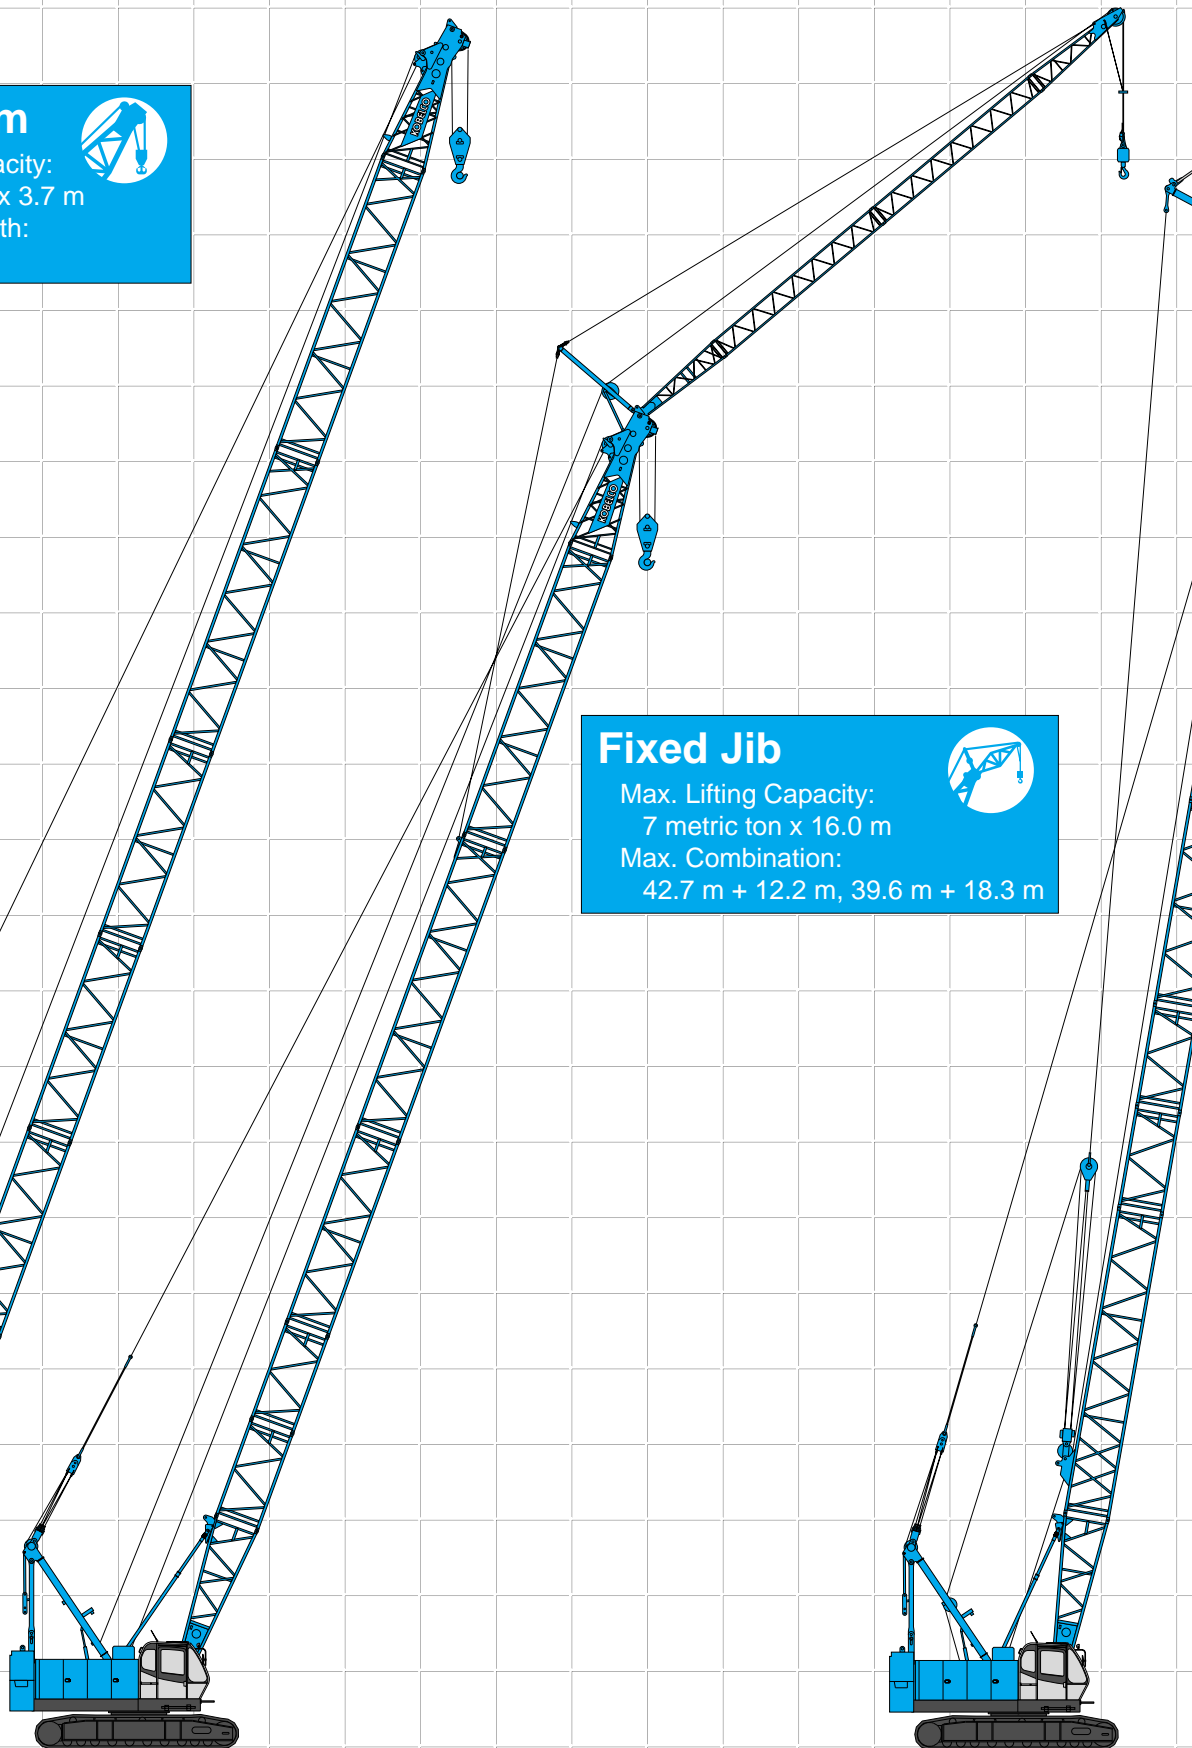 KOBELCO
m
acity:
x 3.7 m
th:
KOBELCO
Fixed Jib
Max. Lifting Capacity:
7 metric ton x 16.0 m
Max. Combination:
42.7 m + 12.2 m, 39.6 m + 18.3 m